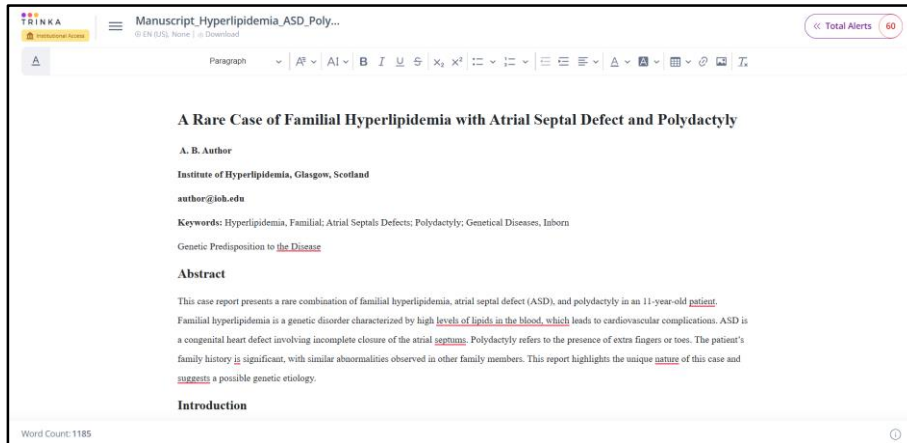 TRINKA
Institutional Access
Manuscript_Hyperlipidemia_ASD_Poly...
EN (US), None | Download
Total Alerts 60
Paragraph
A Rare Case of Familial Hyperlipidemia with Atrial Septal Defect and Polydactyly
A. B. Author
Institute of Hyperlipidemia, Glasgow, Scotland
author@ioh.edu
Keywords: Hyperlipidemia, Familial; Atrial Septals Defects; Polydactyly; Genetical Diseases, Inborn
Genetic Predisposition to the Disease
Abstract
This case report presents a rare combination of familial hyperlipidemia, atrial septal defect (ASD), and polydactyly in an 11-year-old patient.
Familial hyperlipidemia is a genetic disorder characterized by high levels of lipids in the blood, which leads to cardiovascular complications. ASD is
a congenital heart defect involving incomplete closure of the atrial septums. Polydactyly refers to the presence of extra fingers or toes. The patient's
family history is significant, with similar abnormalities observed in other family members. This report highlights the unique nature of this case and
suggests a possible genetic etiology.
Introduction
Word Count: 1185